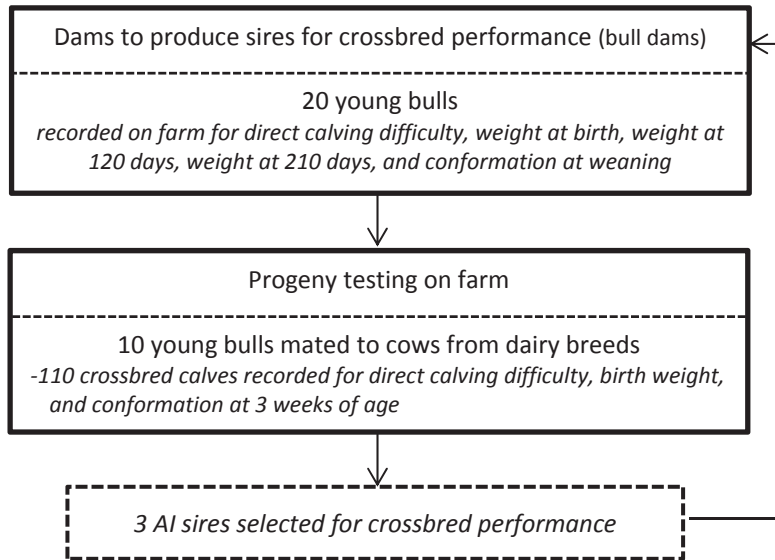 Dams to produce sires for crossbred performance (bull dams)
20 young bulls
recorded on farm for direct calving difficulty, weight at birth, weight at
120 days, weight at 210 days, and conformation at weaning
Progeny testing on farm
10 young bulls mated to cows from dairy breeds
-110 crossbred calves recorded for direct calving difficulty, birth weight,
and conformation at 3 weeks of age
3 AI sires selected for crossbred performance